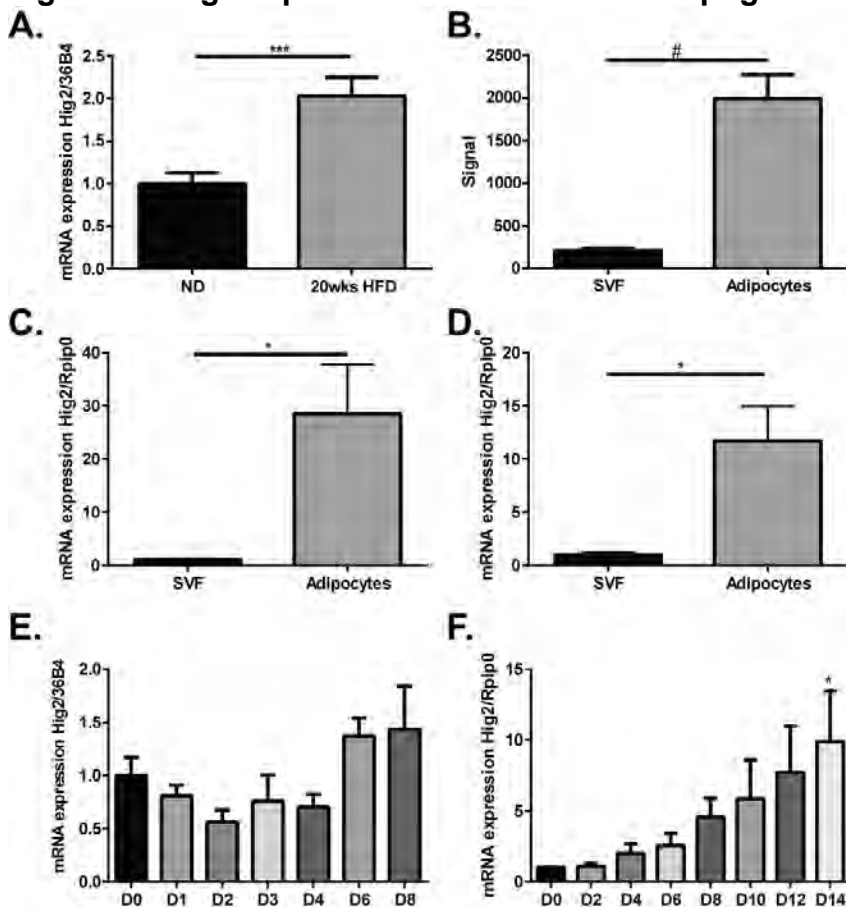 A.
mRNA expression Hig2/36B4
2.5
2.0
1.5
1.0
0.5
0.0
***
ND
20wks HFD
B.
Signal
2500
2000
1500
1000
500
0
#
SVF
Adipocytes
C.
mRNA expression Hig2/Rplp0
40
30
20
10
0
*
SVF
Adipocytes
D.
mRNA expression Hig2/Rplp0
20
15
10
5
0
*
SVF
Adipocytes
E.
mRNA expression Hig2/36B4
2.0
1.5
1.0
0.5
0.0
D0 D1 D2 D3 D4 D6 D8
F.
mRNA expression Hig2/Rplp0
15
10
5
0
*
D0 D2 D4 D6 D8 D10 D12 D14